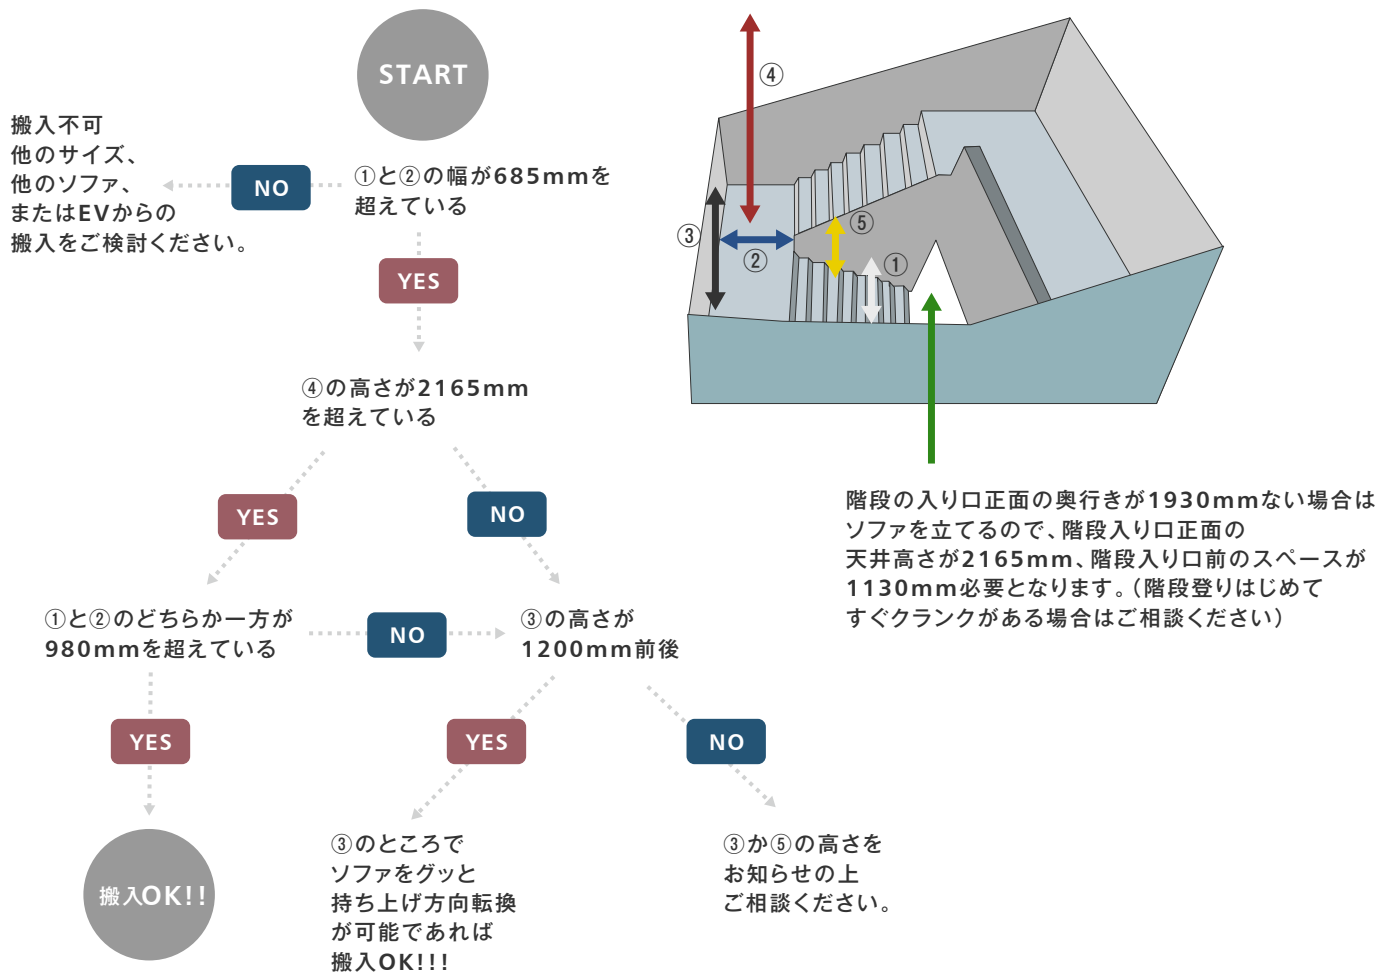 START
①と②の幅が685mmを
超えている
NO
搬入不可
他のサイズ、
他のソファ、
またはEVからの
搬入をご検討ください。
YES
④の高さが2165mm
を超えている
YES
NO
①と②のどちらか一方が
980mmを超えている
NO
③の高さが
1200mm前後
YES
YES
NO
搬入OK!!
③のところで
ソファをグッと
持ち上げ方向転換
が可能であれば
搬入OK!!!
③か⑤の高さを
お知らせの上
ご相談ください。
④
③
②
⑤
①
階段の入り口正面の奥行きが1930mmない場合は
ソファを立てるので、階段入り口正面の
天井高さが2165mm、階段入り口前のスペースが
1130mm必要となります。（階段登りはじめて
すぐクランクがある場合はご相談ください）